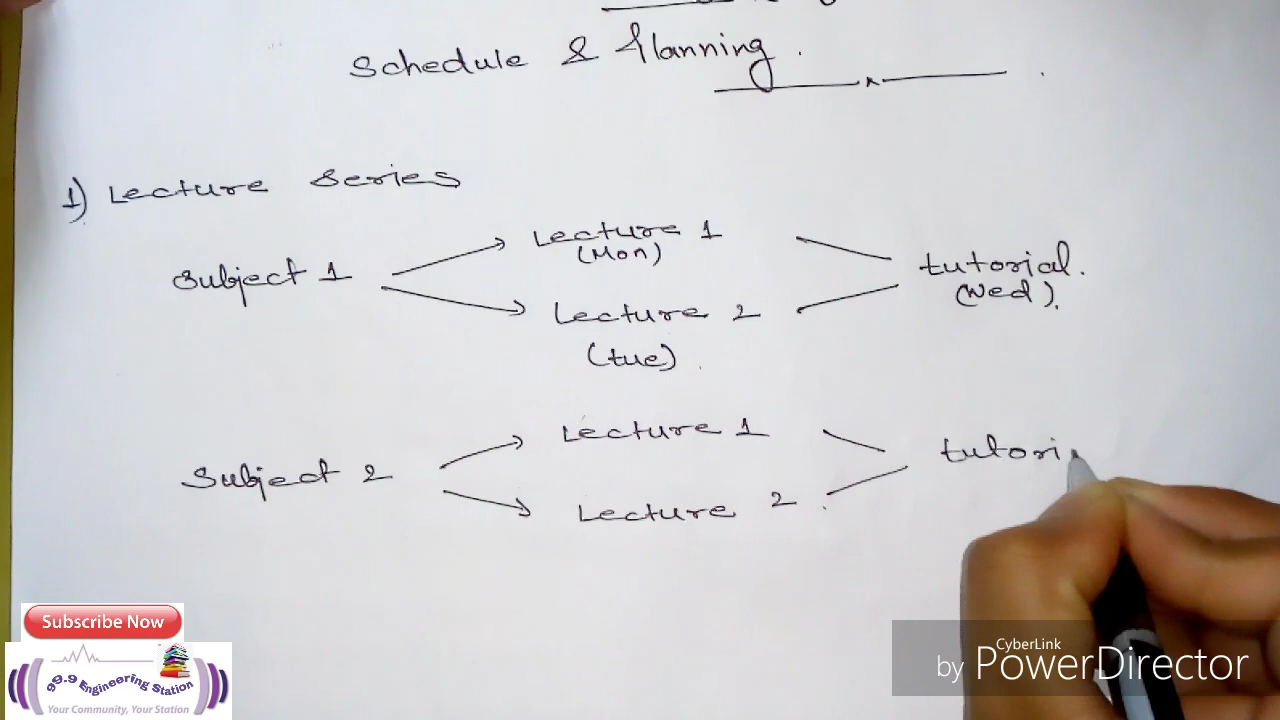 Schedule & Planning.
1) Lecture Series
Subject 1
Lecture 1
(Mon)
Lecture 2
(tue)
tutorial.
(Wed).
Subject 2
Lecture 1
Lecture 2
tutori
Subscribe Now
99.9 Engineering Station
Your Community, Your Station
CyberLink
by PowerDirector